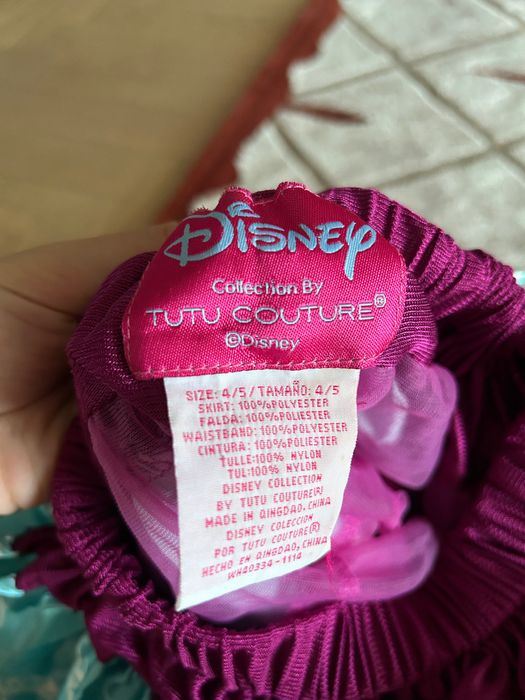 Disney
Collection By
TUTU COUTURE®
©Disney
SIZE: 4/5/TAMAÑO: 4/5
SKIRT: 100%POLYESTER
FALDA: 100%POLIESTER
WAISTBAND: 100%POLYESTER
CINTURA: 100%POLIESTER
TULLE:100% NYLON
TUL:100% NYLON
DISNEY COLLECTION
BY TUTU COUTURE(R)
MADE IN QINGDAO,CHINA
DISNEY COLECCION
POR TUTU COUTURE®
HECHO EN QINGDAO,CHINA
WH40334-1114